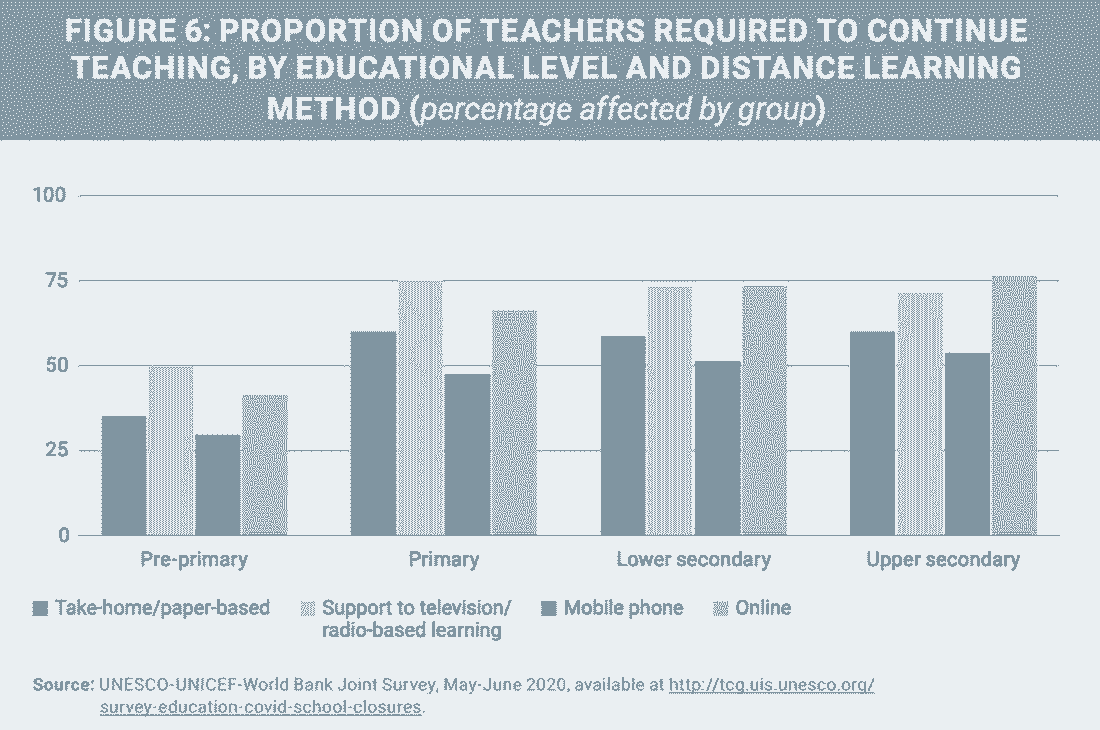 FIGURE 6: PROPORTION OF TEACHERS REQUIRED TO CONTINUE
TEACHING, BY EDUCATIONAL LEVEL AND DISTANCE LEARNING
METHOD (percentage affected by group)
100
75
50
25
0
Pre-primary Primary Lower secondary Upper secondary
Take-home/paper-based Support to television/ Mobile phone Online
radio-based learning
Source: UNESCO-UNICEF-World Bank Joint Survey, May-June 2020, available at http://tcg.uis.unesco.org/
survey-education-covid-school-closures.